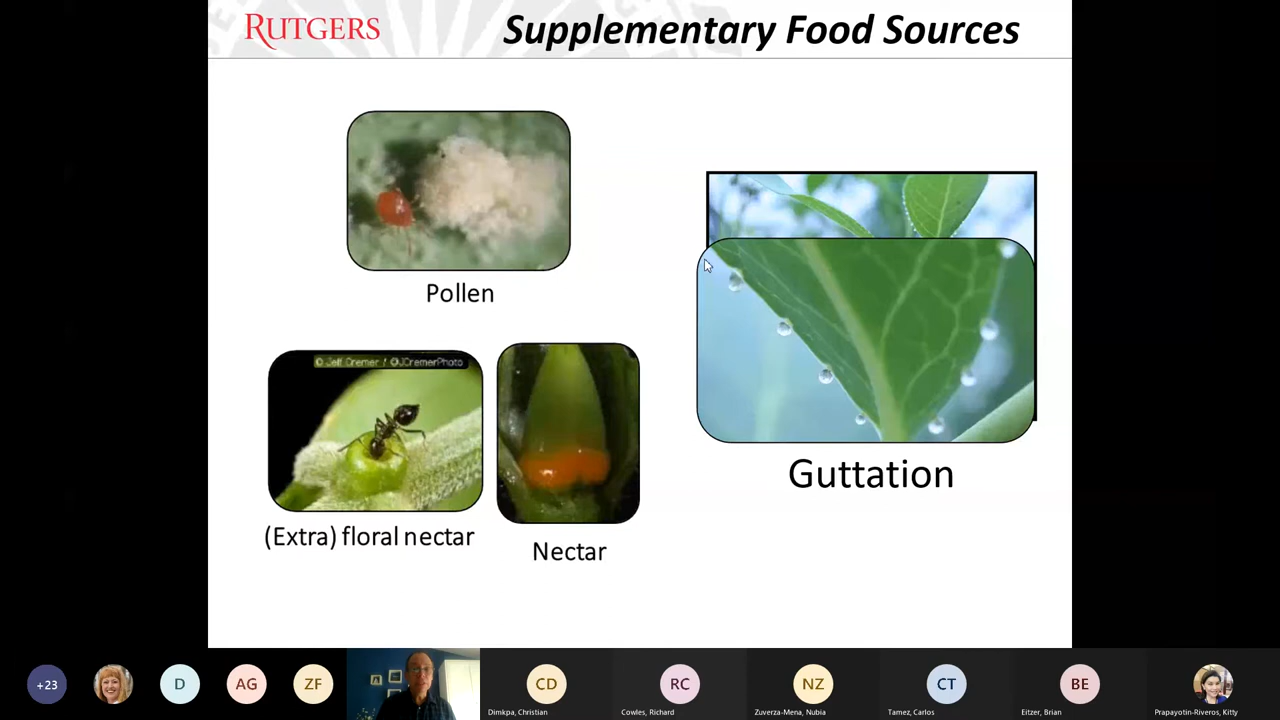 RUTGERS
Supplementary Food Sources
Pollen
© Jeff Cremer / @JCremerPhoto
(Extra) floral nectar
Nectar
Guttation
+23
D
AG
ZF
CD
RC
NZ
CT
BE
Dimkpa, Christian
Cowles, Richard
Zuverza-Mena, Nubia
Tamez, Carlos
Eitzer, Brian
Prapayotin-Riveros, Kitty